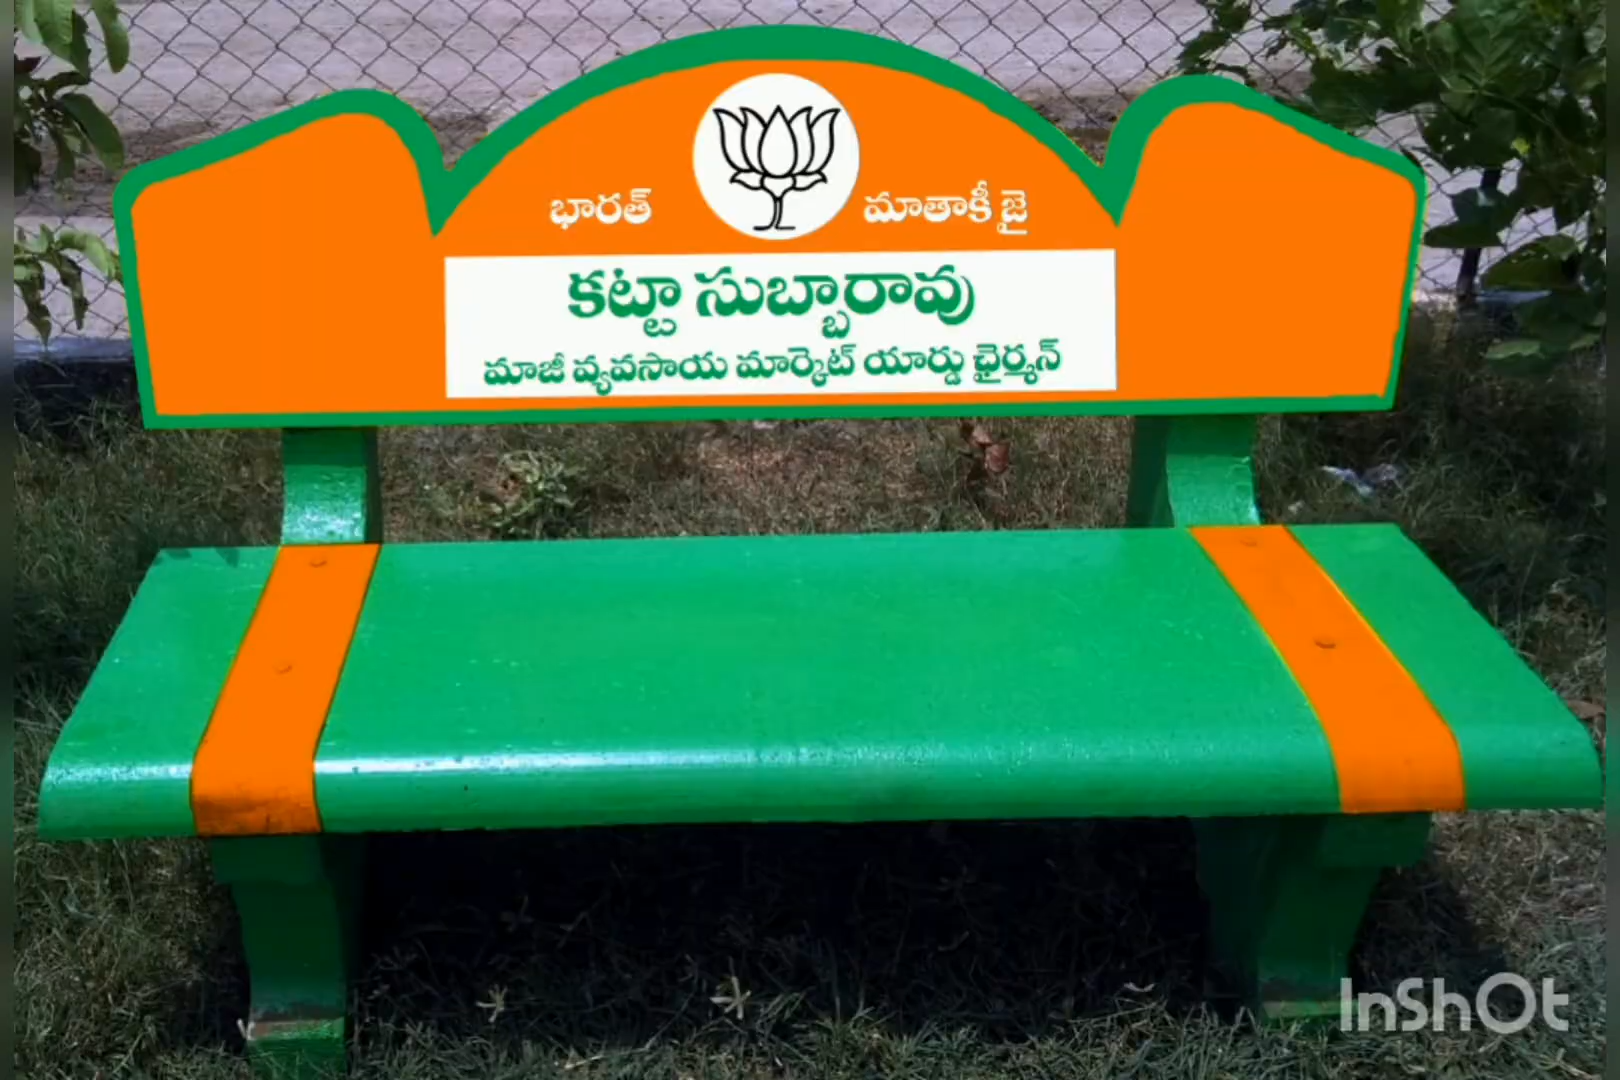 భారత్ మాతాకీ జై
కట్టా సుబ్బారావు
మాజీ వ్యవసాయ మార్కెట్ యార్డు ఛైర్మన్
InShOt